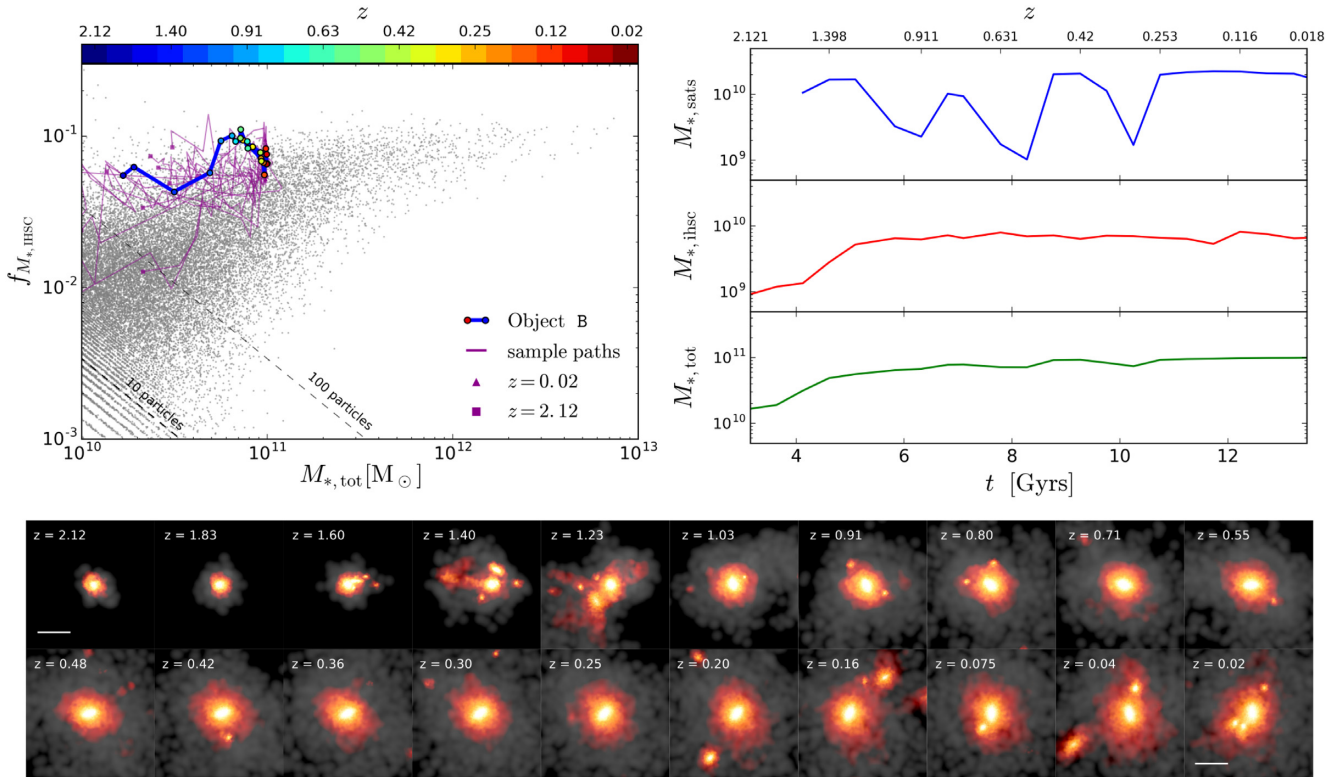 z
2.12 1.40 0.91 0.63 0.42 0.25 0.12 0.02
10^{-1}
f_{M_{*,IHSC}}
10^{-2}
10^{-3}
10 particles
100 particles
Object B
sample paths
z = 0.02
z = 2.12
10^{10} 10^{11} 10^{12} 10^{13}
M_{*,tot}[M_⊙]
z
2.121 1.398 0.911 0.631 0.42 0.253 0.116 0.018
M_{*,sats}
10^{10}
10^{9}
M_{*,ihsc}
10^{10}
10^{9}
M_{*,tot}
10^{11}
10^{10}
4 6 8 10 12
t [Gyrs]
z = 2.12 z = 1.83 z = 1.60 z = 1.40 z = 1.23 z = 1.03 z = 0.91 z = 0.80 z = 0.71 z = 0.55
z = 0.48 z = 0.42 z = 0.36 z = 0.30 z = 0.25 z = 0.20 z = 0.16 z = 0.075 z = 0.04 z = 0.02